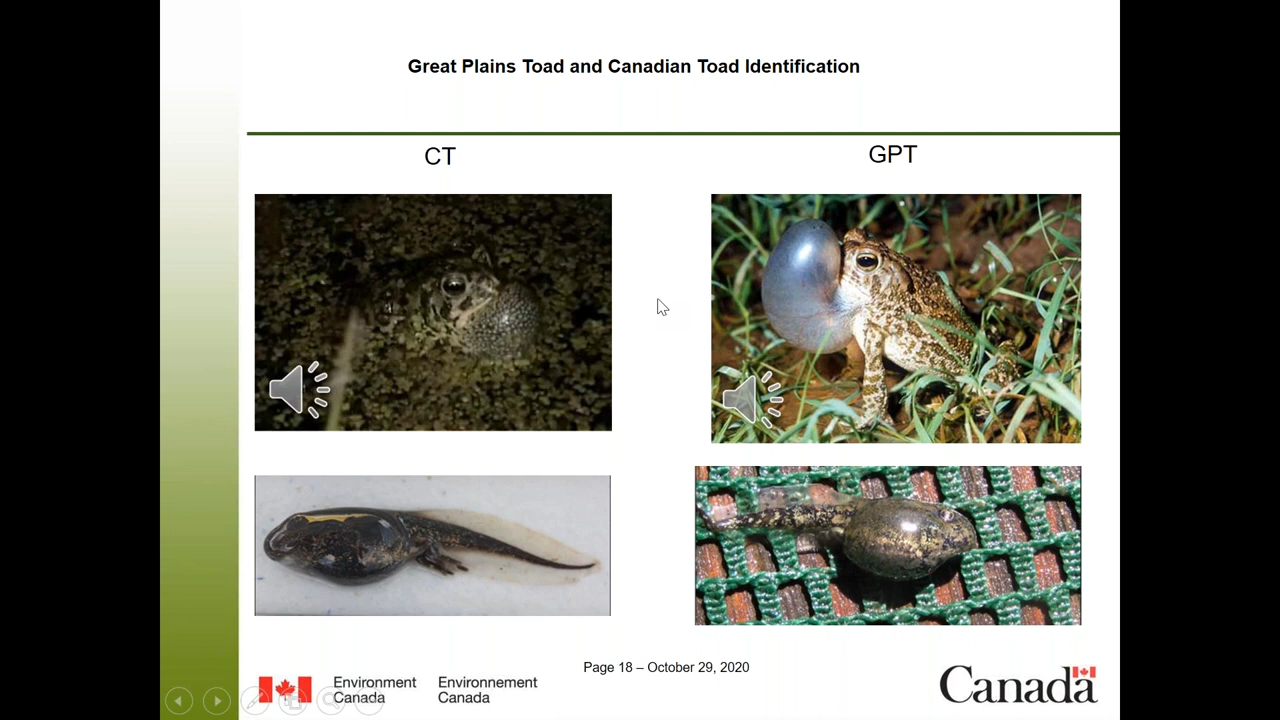 Great Plains Toad and Canadian Toad Identification
CT
GPT
Page 18 – October 29, 2020
Environment
Canada
Environnement
Canada
Canada